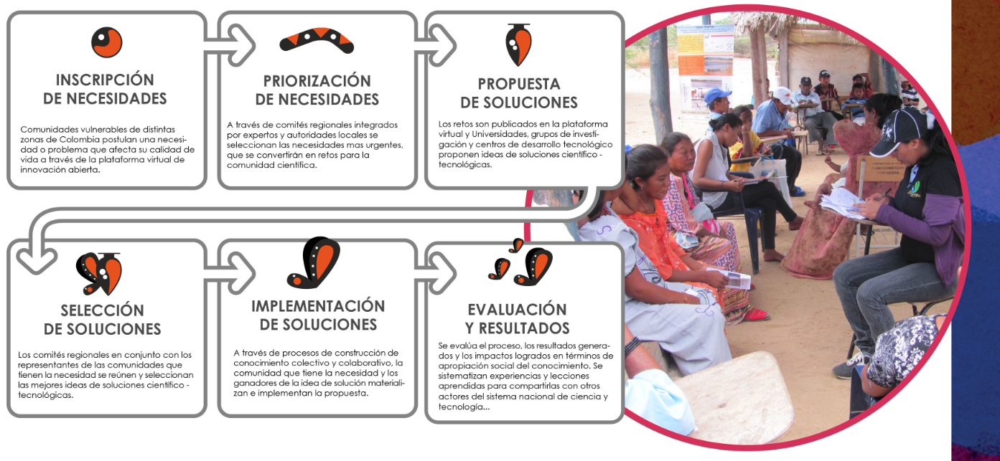 INSCRIPCIÓN
DE NECESIDADES
Comunidades vulnerables de distintas
zonas de Colombia postulan una necesi-
dad o problema que afecta su calidad de
vida a través de la plataforma virtual de
innovación abierta.
PRIORIZACIÓN
DE NECESIDADES
A través de comités regionales integrados
por expertos y autoridades locales se
seleccionan las necesidades mas urgentes,
que se convertirán en retos para la
comunidad científica.
PROPUESTA
DE SOLUCIONES
Los retos son publicados en la plataforma
virtual y Universidades, grupos de investi-
gación y centros de desarrollo tecnológico
proponen ideas de soluciones científico -
tecnológicas.
SELECCIÓN
DE SOLUCIONES
Los comités regionales en conjunto con los
representantes de las comunidades que
tienen la necesidad se reúnen y seleccionan
las mejores ideas de soluciones científico -
tecnológicas.
IMPLEMENTACIÓN
DE SOLUCIONES
A través de procesos de construcción de
conocimiento colectivo y colaborativo, la
comunidad que tiene la necesidad y los
ganadores de la idea de solución materiali-
zan e implementan la propuesta.
EVALUACIÓN
Y RESULTADOS
Se evalúa el proceso, los resultados genera-
dos y los impactos logrados en términos de
apropiación social del conocimiento. Se
sistematizan experiencias y lecciones
aprendidas para compartirlas con otros
actores del sistema nacional de ciencia y
tecnología...